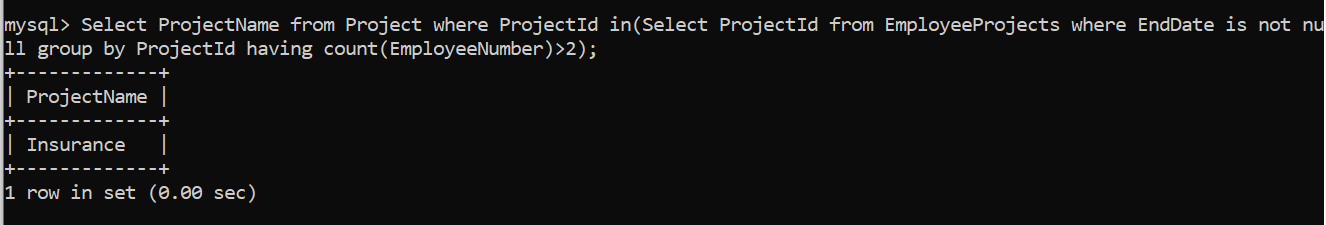 mysql> Select ProjectName from Project where ProjectId in(Select ProjectId from EmployeeProjects where EndDate is not nu
ll group by ProjectId having count(EmployeeNumber)>2);
+-------------+
| ProjectName |
+-------------+
| Insurance   |
+-------------+
1 row in set (0.00 sec)